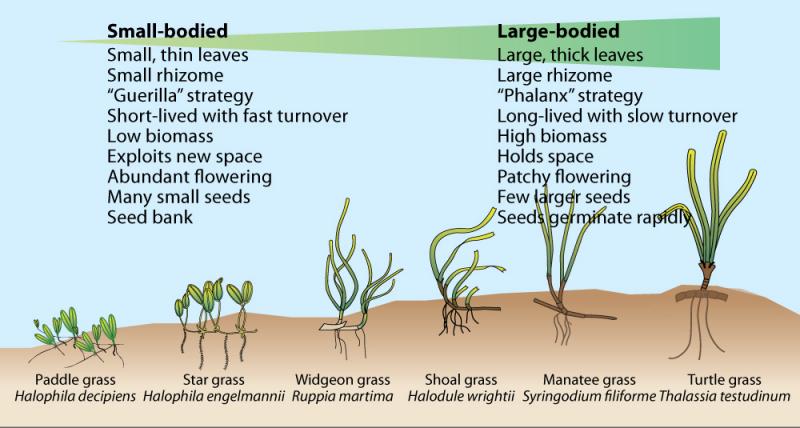 Small-bodied
Small, thin leaves
Small rhizome
“Guerilla” strategy
Short-lived with fast turnover
Low biomass
Exploits new space
Abundant flowering
Many small seeds
Seed bank
Large-bodied
Large, thick leaves
Large rhizome
“Phalanx” strategy
Long-lived with slow turnover
High biomass
Holds space
Patchy flowering
Few larger seeds
Seeds germinate rapidly
Paddle grass
Halophila decipiens
Star grass
Halophila engelmannii
Widgeon grass
Ruppia martima
Shoal grass
Halodule wrightii
Manatee grass
Syringodium filiforme
Turtle grass
Thalassia testudinum